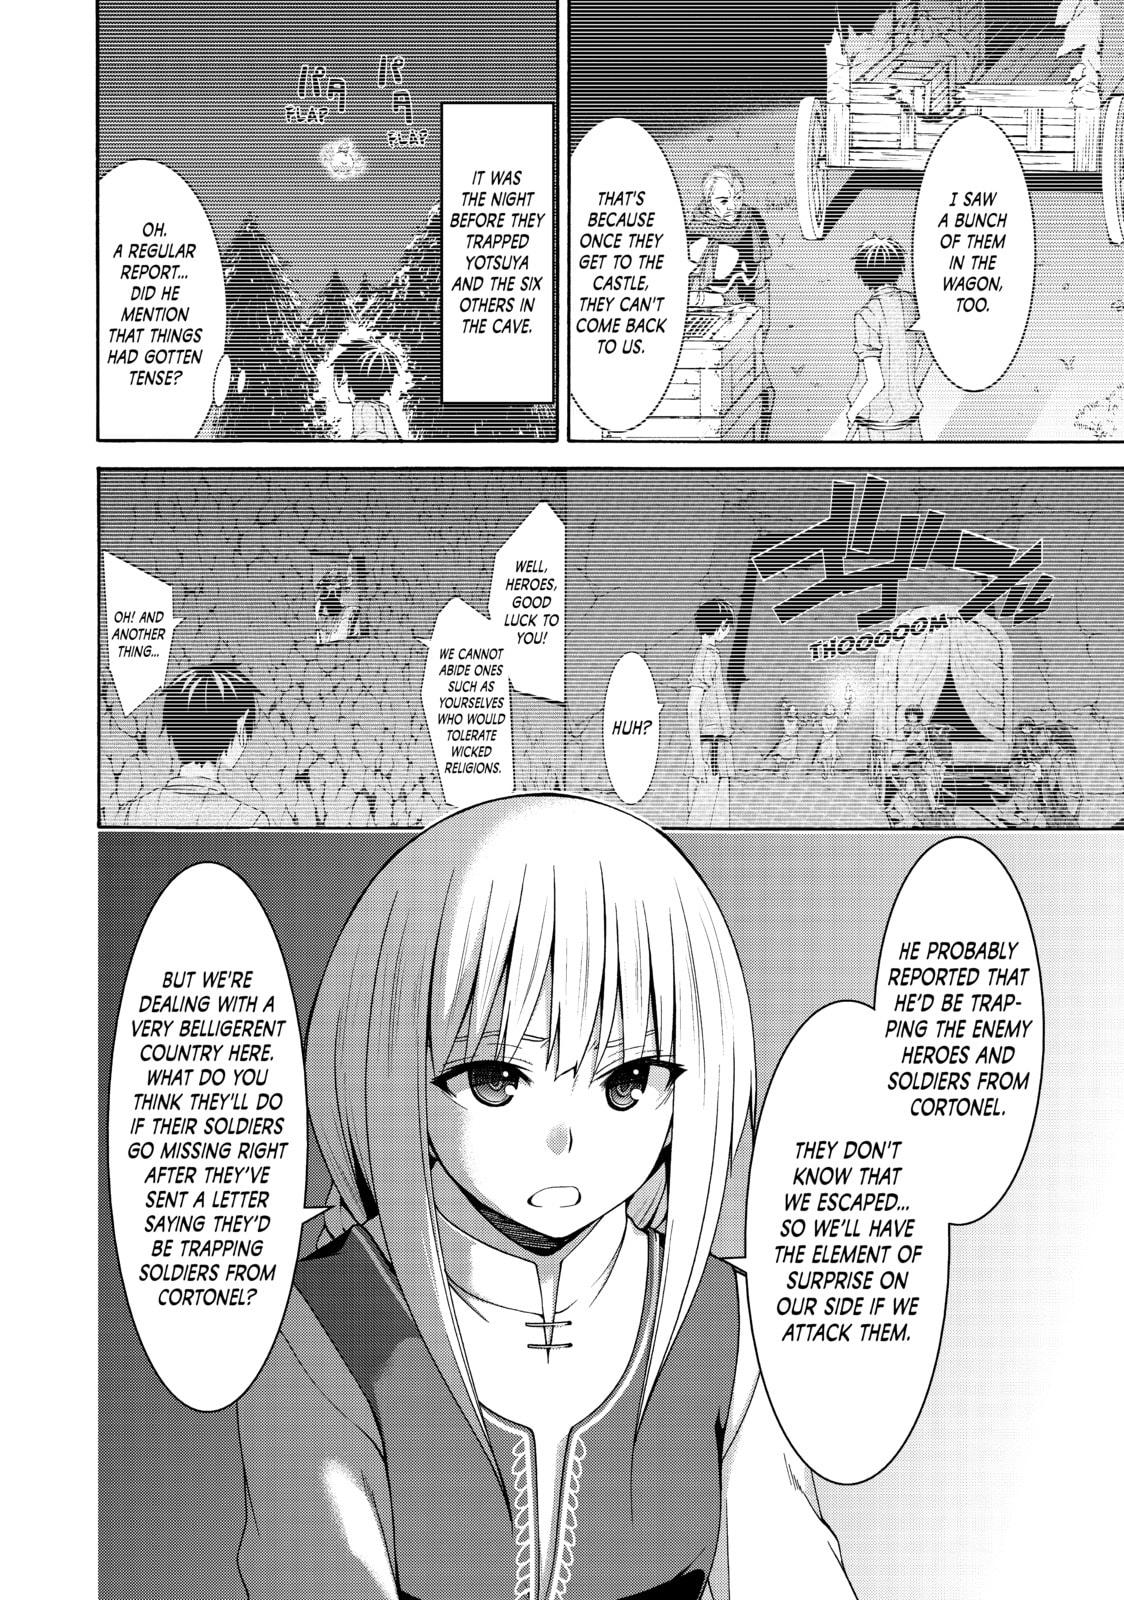 I SAW
A BUNCH
OF THEM
IN THE
WAGON,
TOO.
THAT'S
BECAUSE
ONCE THEY
GET TO THE
CASTLE,
THEY CAN'T
COME BACK
TO US.
IT WAS
THE NIGHT
BEFORE THEY
TRAPPED
YOTSUYA
AND THE SIX
OTHERS IN
THE CAVE.
パタ
FLAP
パタ
FLAP
OH.
A REGULAR
REPORT...
DID HE
MENTION
THAT THINGS
HAD GOTTEN
TENSE?
THOOOOOM
HUH?
WELL,
HEROES,
GOOD
LUCK TO
YOU!
WE CANNOT
ABIDE ONES
SUCH AS
YOURSELVES
WHO WOULD
TOLERATE
WICKED
RELIGIONS.
OH! AND
ANOTHER
THING...
HE PROBABLY
REPORTED THAT
HE'D BE TRAP-
PING THE ENEMY
HEROES AND
SOLDIERS FROM
CORTONEL.
THEY DON'T
KNOW THAT
WE ESCAPED...
SO WE'LL HAVE
THE ELEMENT OF
SURPRISE ON
OUR SIDE IF WE
ATTACK THEM.
BUT WE'RE
DEALING WITH A
VERY BELLIGERENT
COUNTRY HERE.
WHAT DO YOU
THINK THEY'LL DO
IF THEIR SOLDIERS
GO MISSING RIGHT
AFTER THEY'VE
SENT A LETTER
SAYING THEY'D
BE TRAPPING
SOLDIERS FROM
CORTONEL?